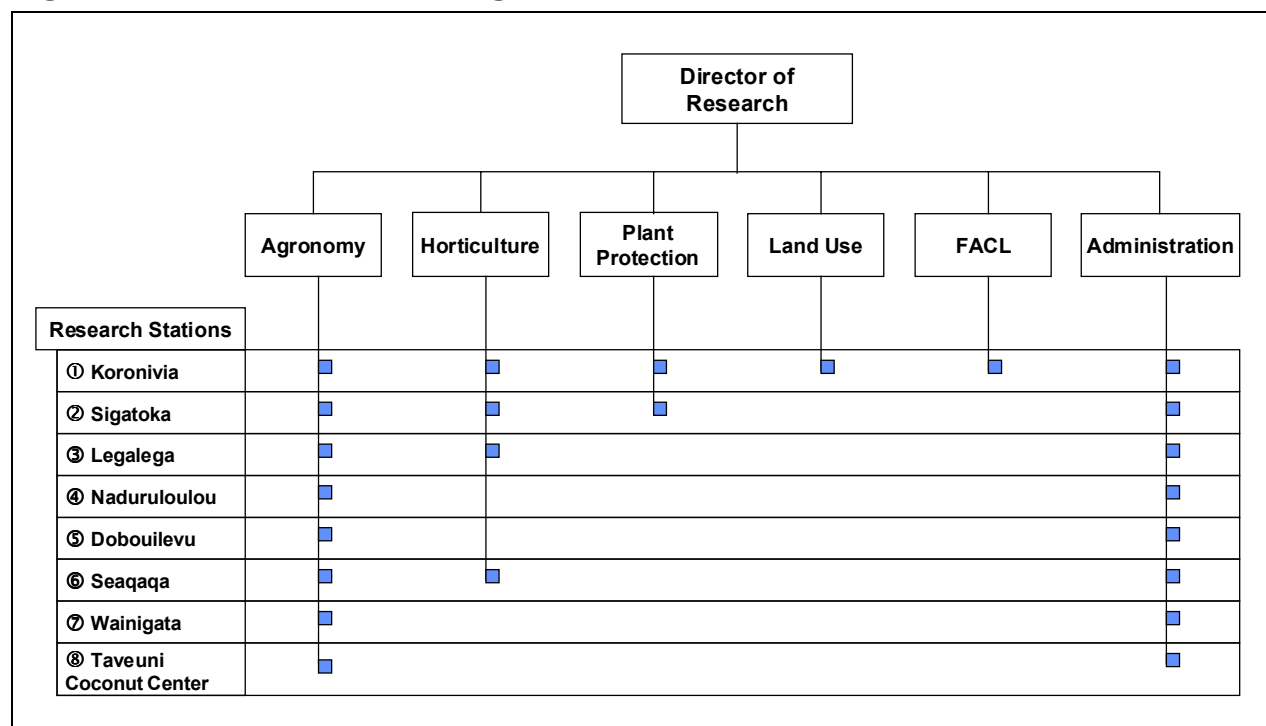 Director of
Research
Agronomy
Horticulture
Plant
Protection
Land Use
FACL
Administration
Research Stations
① Koronivia
② Sigatoka
③ Legalega
④ Naduruloulou
⑤ Dobouilevu
⑥ Seaqaqa
⑦ Wainigata
⑧ Taveuni
Coconut Center